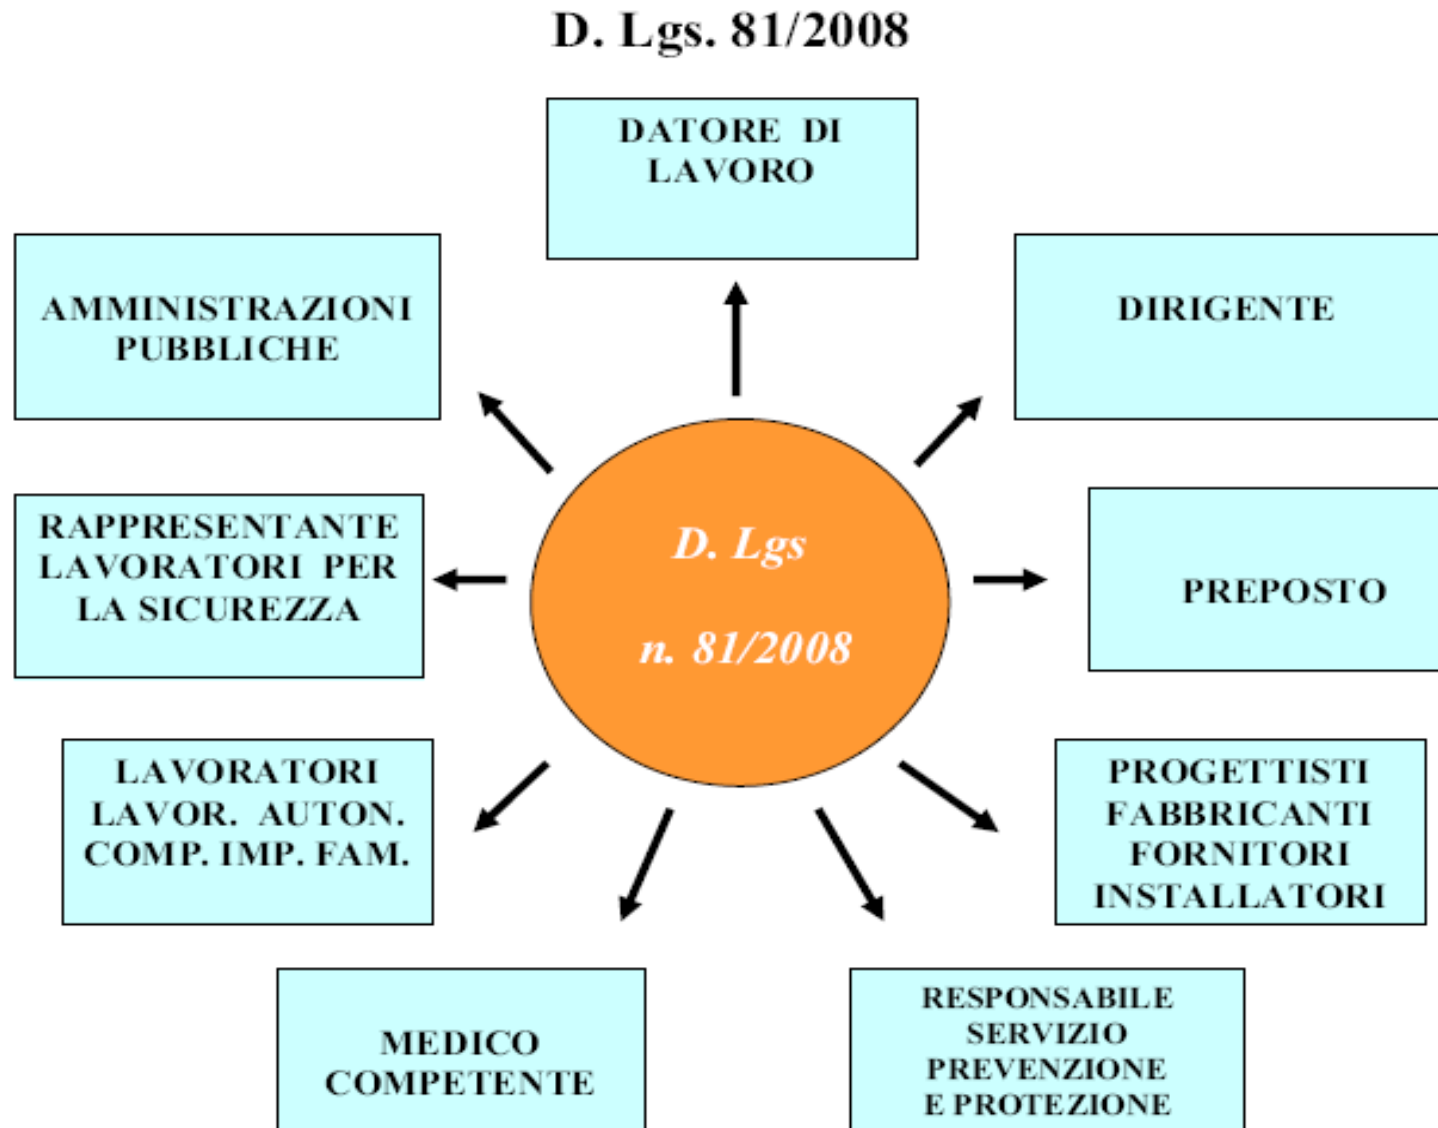 D. Lgs. 81/2008
DATORE DI
LAVORO
AMMINISTRAZIONI
PUBBLICHE
DIRIGENTE
RAPPRESENTANTE
LAVORATORI PER
LA SICUREZZA
D. Lgs
n. 81/2008
PREPOSTO
LAVORATORI
LAVOR. AUTON.
COMP. IMP. FAM.
PROGETTISTI
FABBRICANTI
FORNITORI
INSTALLATORI
MEDICO
COMPETENTE
RESPONSABILE
SERVIZIO
PREVENZIONE
E PROTEZIONE